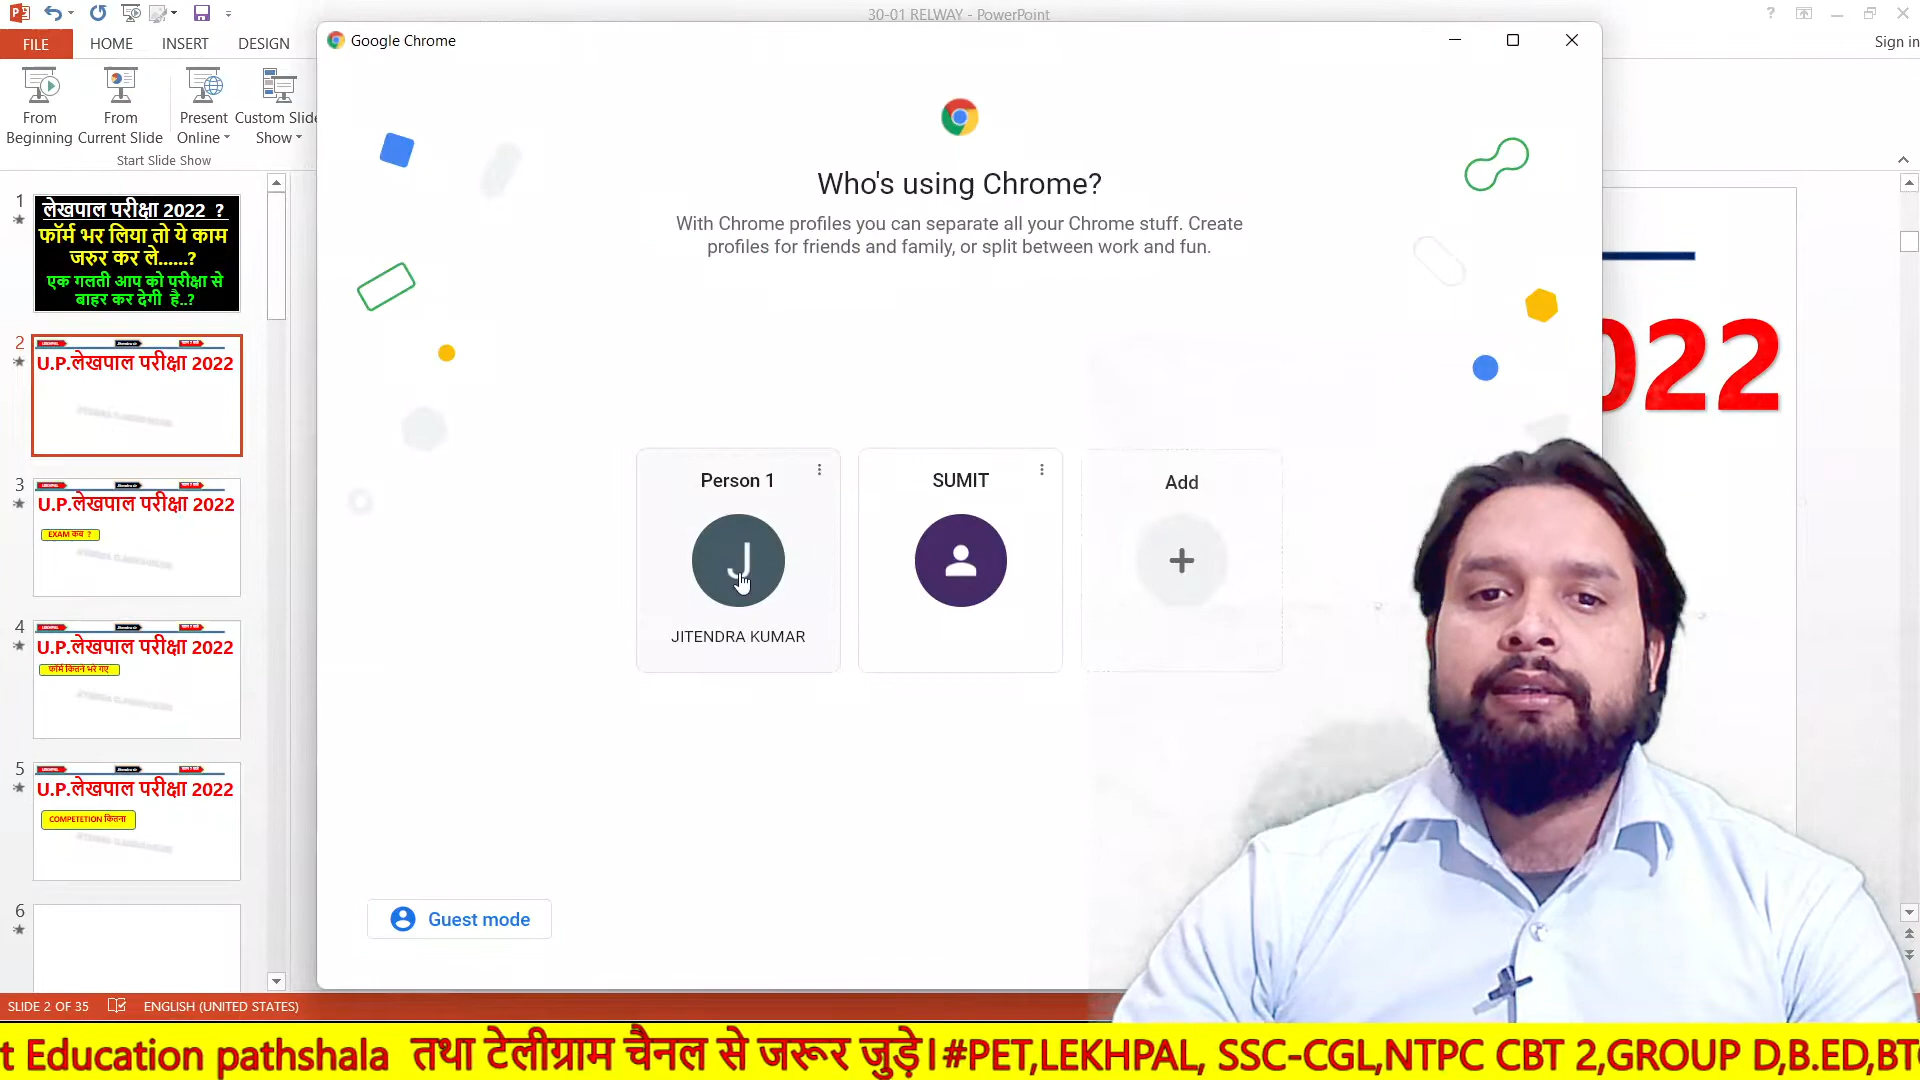 30-01 RELWAY - PowerPoint
FILE
HOME
INSERT
DESIGN
Sign in
From Beginning
From Current Slide
Present Online
Custom Slide Show
Start Slide Show
Google Chrome
Who's using Chrome?
With Chrome profiles you can separate all your Chrome stuff. Create
profiles for friends and family, or split between work and fun.
Person 1
J
JITENDRA KUMAR
SUMIT
Add
Guest mode
1
लेखपाल परीक्षा 2022 ?
फॉर्म भर लिया तो ये काम
जरुर कर ले......?
एक गलती आप को परीक्षा से
बाहर कर देगी है..?
2
U.P.लेखपाल परीक्षा 2022
3
U.P.लेखपाल परीक्षा 2022
EXAM कब ?
4
U.P.लेखपाल परीक्षा 2022
फॉर्म कितने भरे गए
5
U.P.लेखपाल परीक्षा 2022
COMPETETION कितना
6
022
SLIDE 2 OF 35
ENGLISH (UNITED STATES)
t Education pathshala तथा टेलीग्राम चैनल से जरूर जुड़े।#PET,LEKHPAL, SSC-CGL,NTPC CBT 2,GROUP D,B.ED,BT